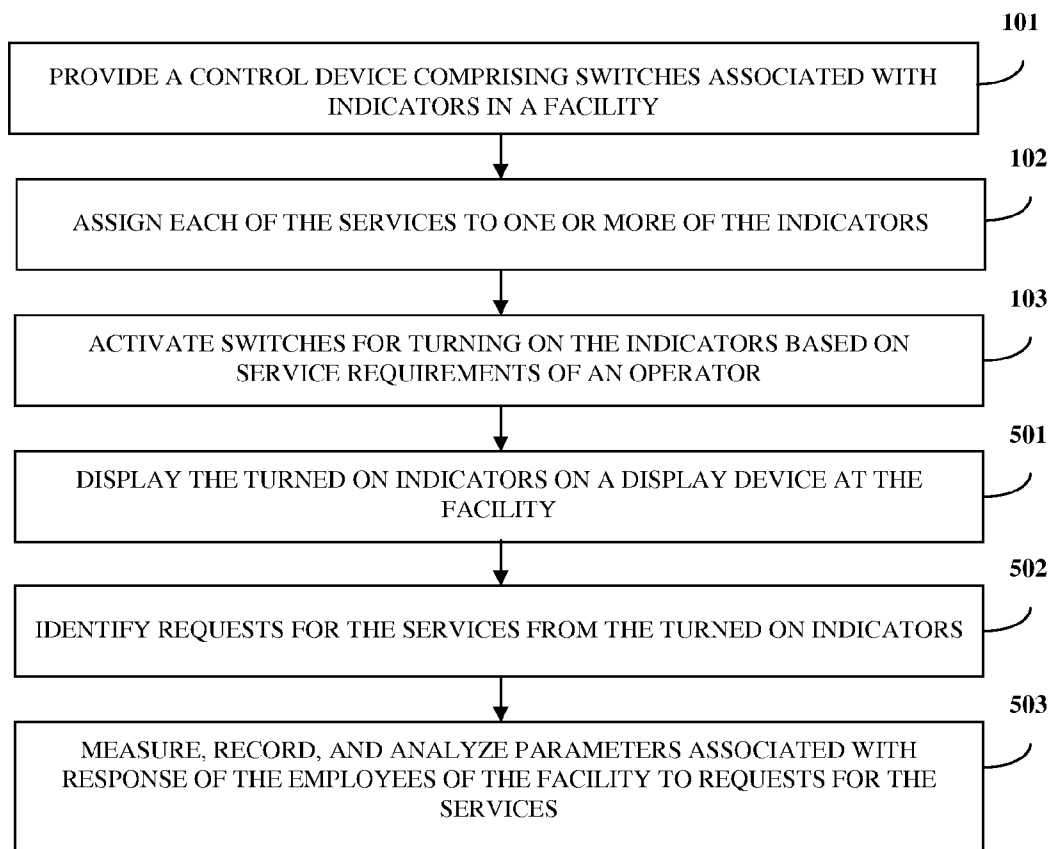 101
PROVIDE A CONTROL DEVICE COMPRISING SWITCHES ASSOCIATED WITH
INDICATORS IN A FACILITY
102
ASSIGN EACH OF THE SERVICES TO ONE OR MORE OF THE INDICATORS
103
ACTIVATE SWITCHES FOR TURNING ON THE INDICATORS BASED ON
SERVICE REQUIREMENTS OF AN OPERATOR
501
DISPLAY THE TURNED ON INDICATORS ON A DISPLAY DEVICE AT THE
FACILITY
502
IDENTIFY REQUESTS FOR THE SERVICES FROM THE TURNED ON INDICATORS
503
MEASURE, RECORD, AND ANALYZE PARAMETERS ASSOCIATED WITH
RESPONSE OF THE EMPLOYEES OF THE FACILITY TO REQUESTS FOR THE
SERVICES